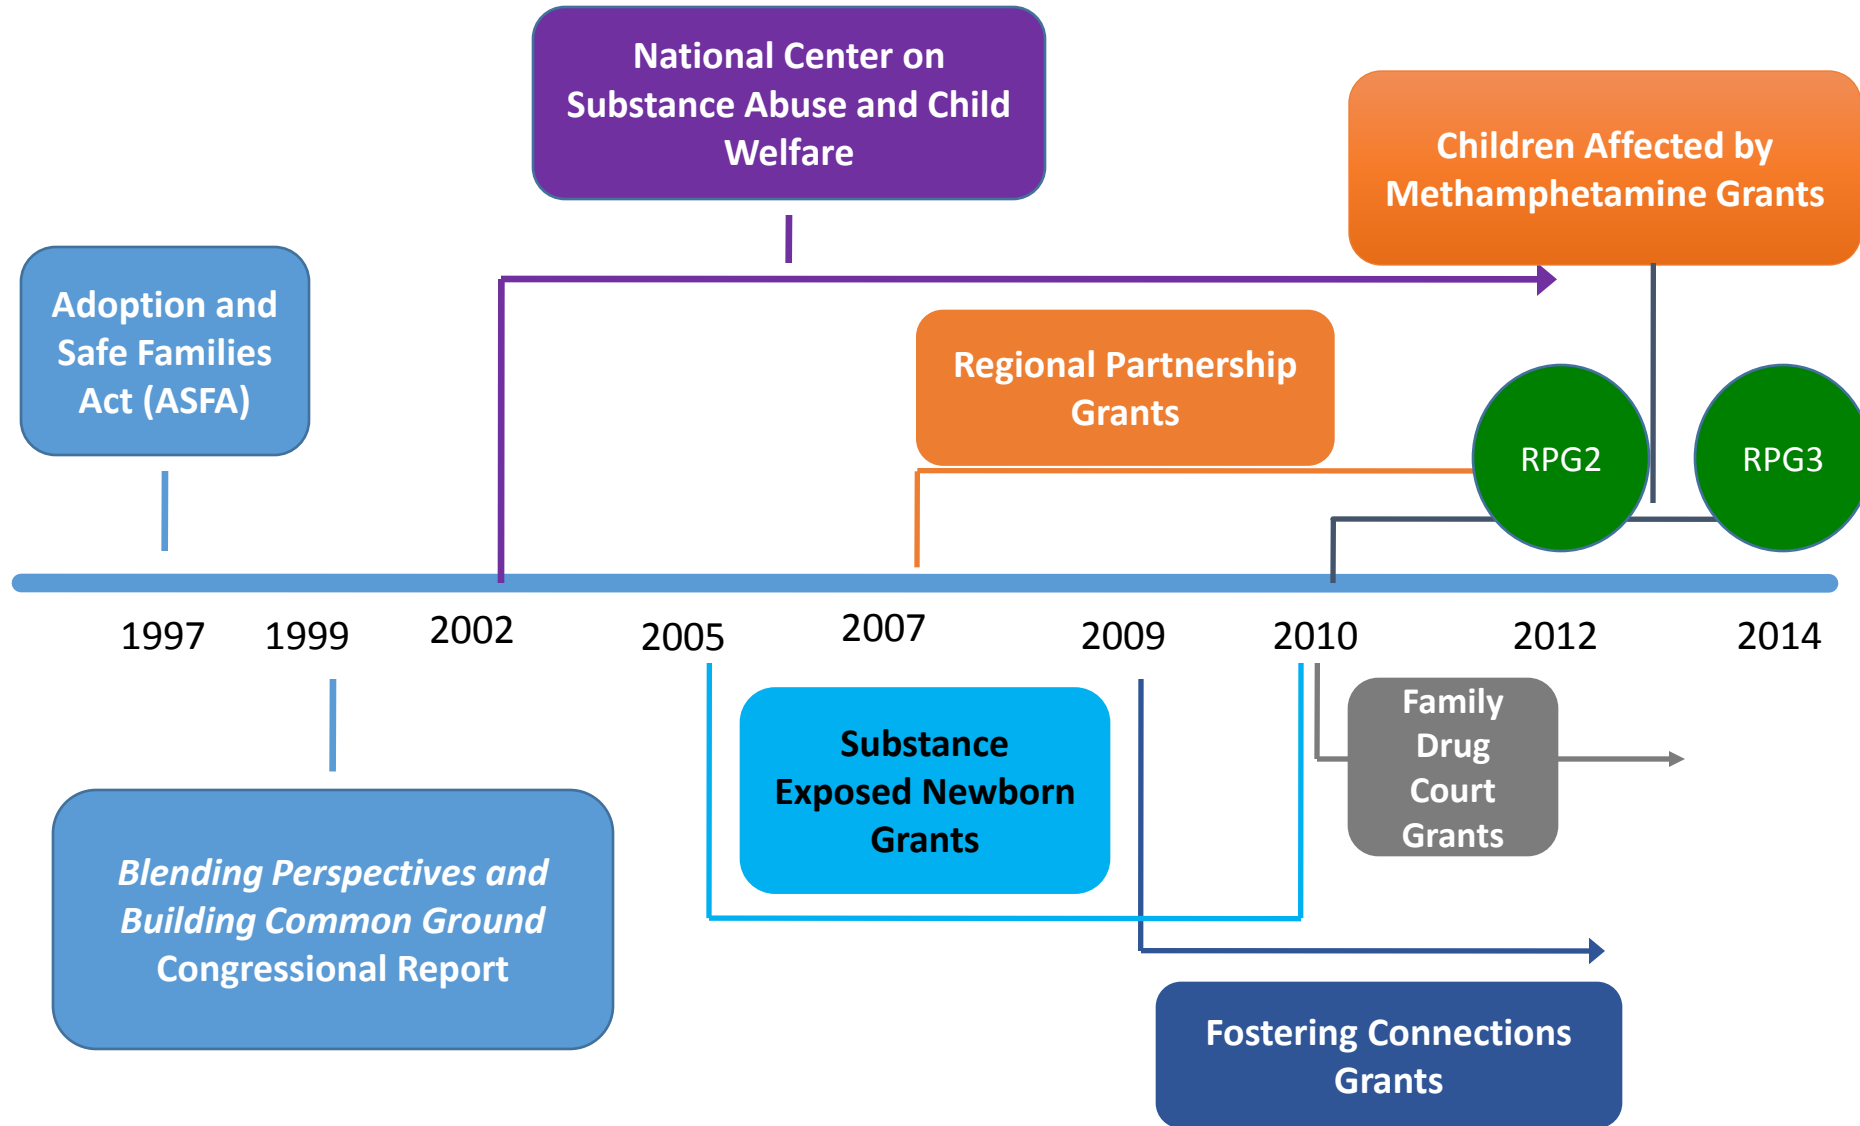 National Center on
Substance Abuse and Child
Welfare
Children Affected by
Methamphetamine Grants
Adoption and
Safe Families
Act (ASFA)
Regional Partnership
Grants
RPG2
RPG3
1997
1999
2002
2005
2007
2009
2010
2012
2014
Substance
Exposed Newborn
Grants
Family
Drug
Court
Grants
Blending Perspectives and
Building Common Ground
Congressional Report
Fostering Connections
Grants